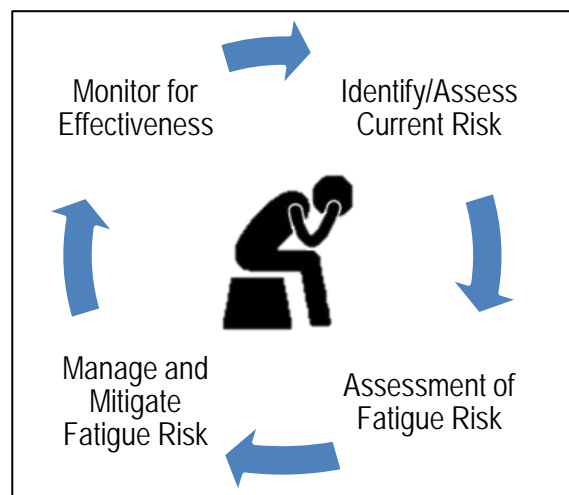 Monitor for
Effectiveness
Identify/Assess
Current Risk
Assessment of
Fatigue Risk
Manage and
Mitigate
Fatigue Risk